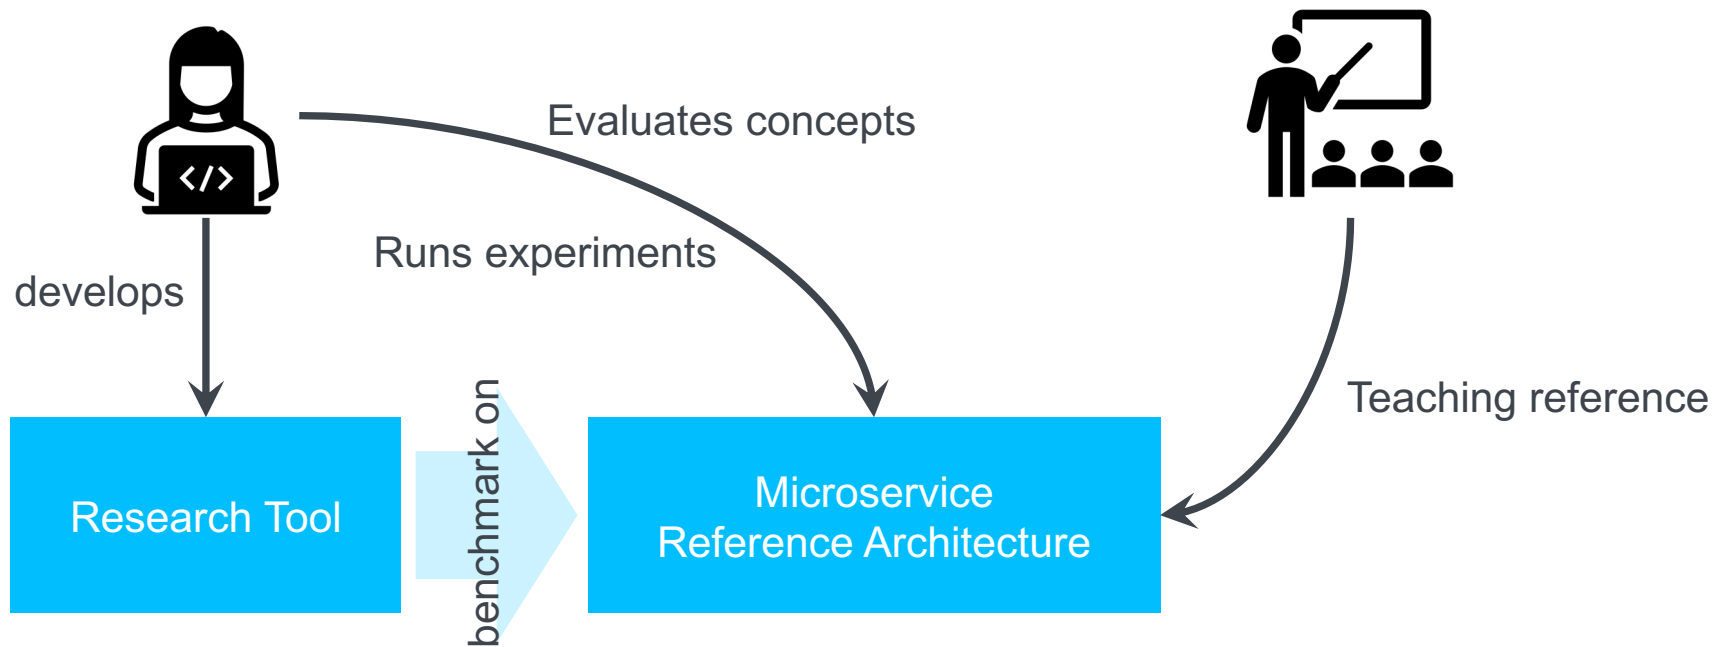 </>
Evaluates concepts
Runs experiments
develops
Teaching reference
Research Tool
benchmark on
Microservice
Reference Architecture